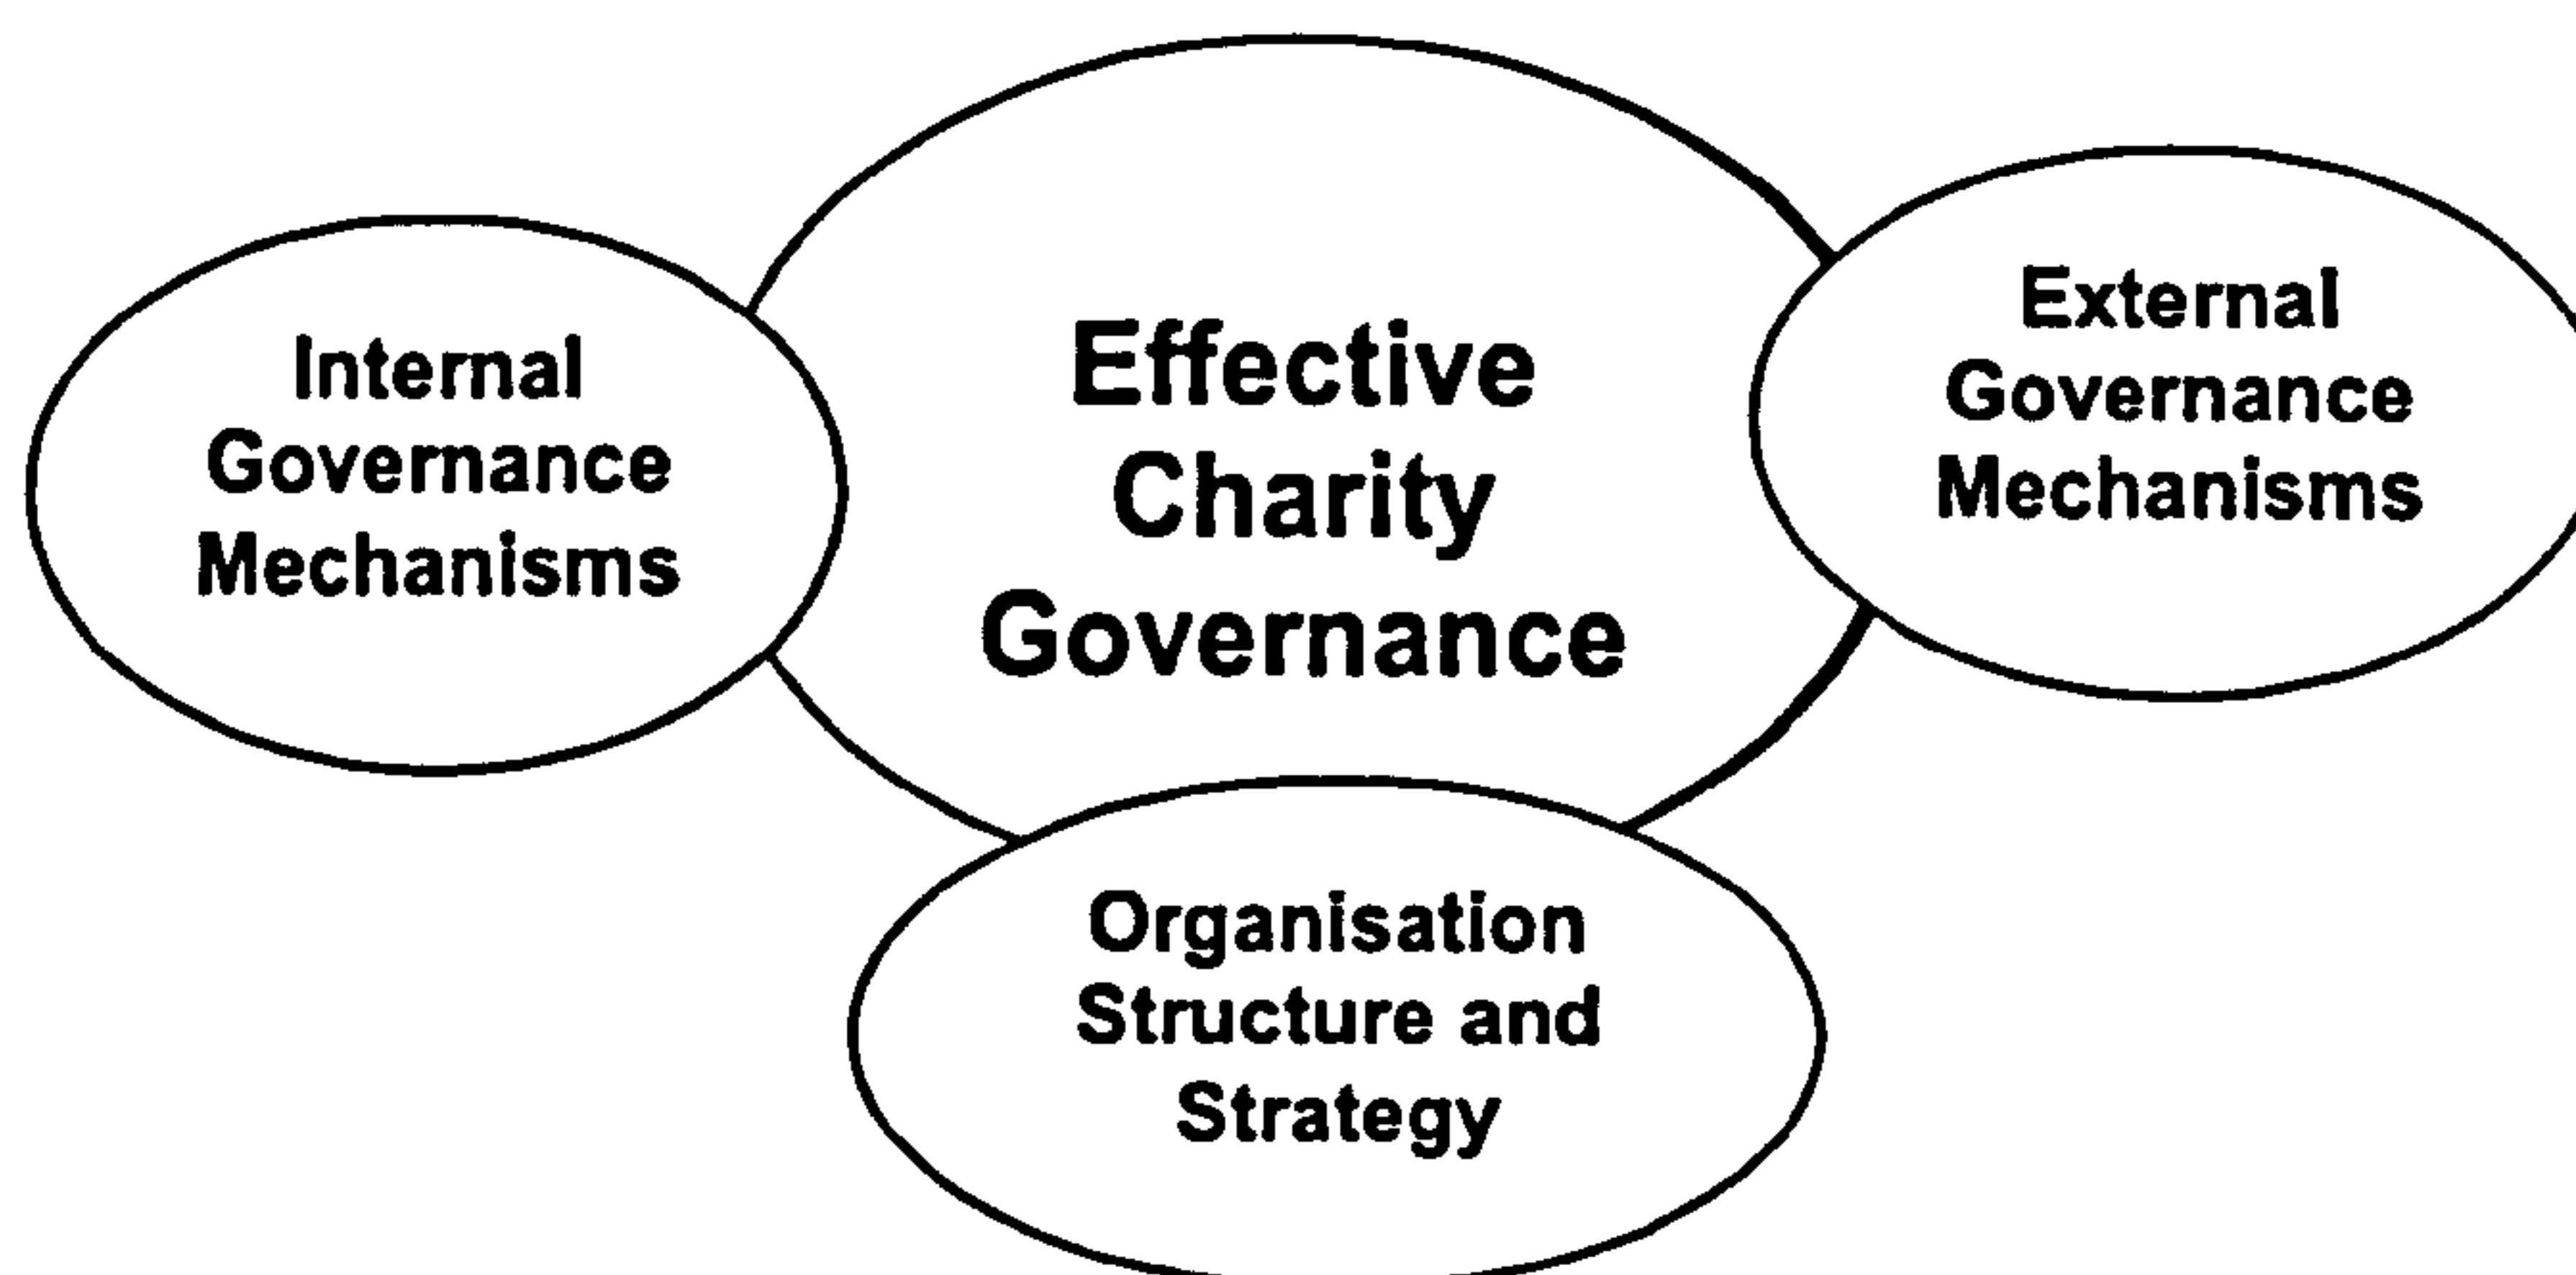 Internal
Governance
Mechanisms
Effective
Charity
Governance
External
Governance
Mechanisms
Organisation
Structure and
Strategy